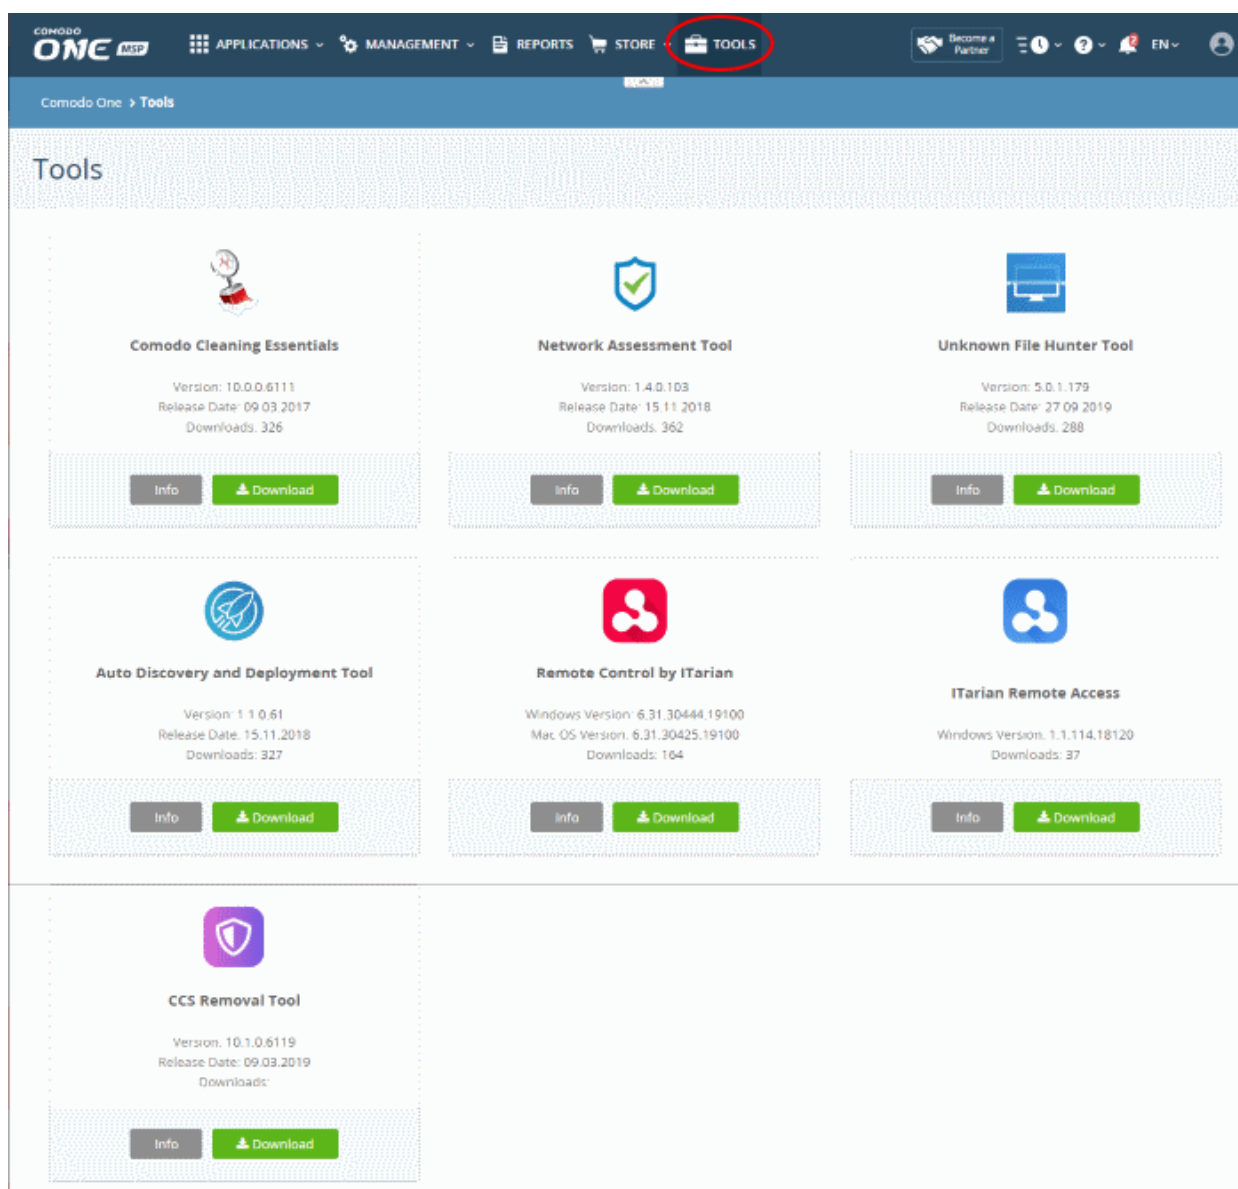 COMODO
ONE MSP
APPLICATIONS
MANAGEMENT
REPORTS
STORE
TOOLS
Become a
Partner
2
EN
Comodo One > Tools
Tools
Comodo Cleaning Essentials
Version: 10.0.0.6111
Release Date: 09.03.2017
Downloads: 326
Info
Download
Network Assessment Tool
Version: 1.4.0.103
Release Date: 15.11.2018
Downloads: 362
Info
Download
Unknown File Hunter Tool
Version: 5.0.1.179
Release Date: 27.09.2019
Downloads: 288
Info
Download
Auto Discovery and Deployment Tool
Version: 1.1.0.61
Release Date: 15.11.2018
Downloads: 327
Info
Download
Remote Control by ITarian
Windows Version: 6.31.30444.19100
Mac OS Version: 6.31.30425.19100
Downloads: 164
Info
Download
ITarian Remote Access
Windows Version: 1.1.114.18120
Downloads: 37
Info
Download
CCS Removal Tool
Version: 10.1.0.6119
Release Date: 09.03.2019
Downloads:
Info
Download